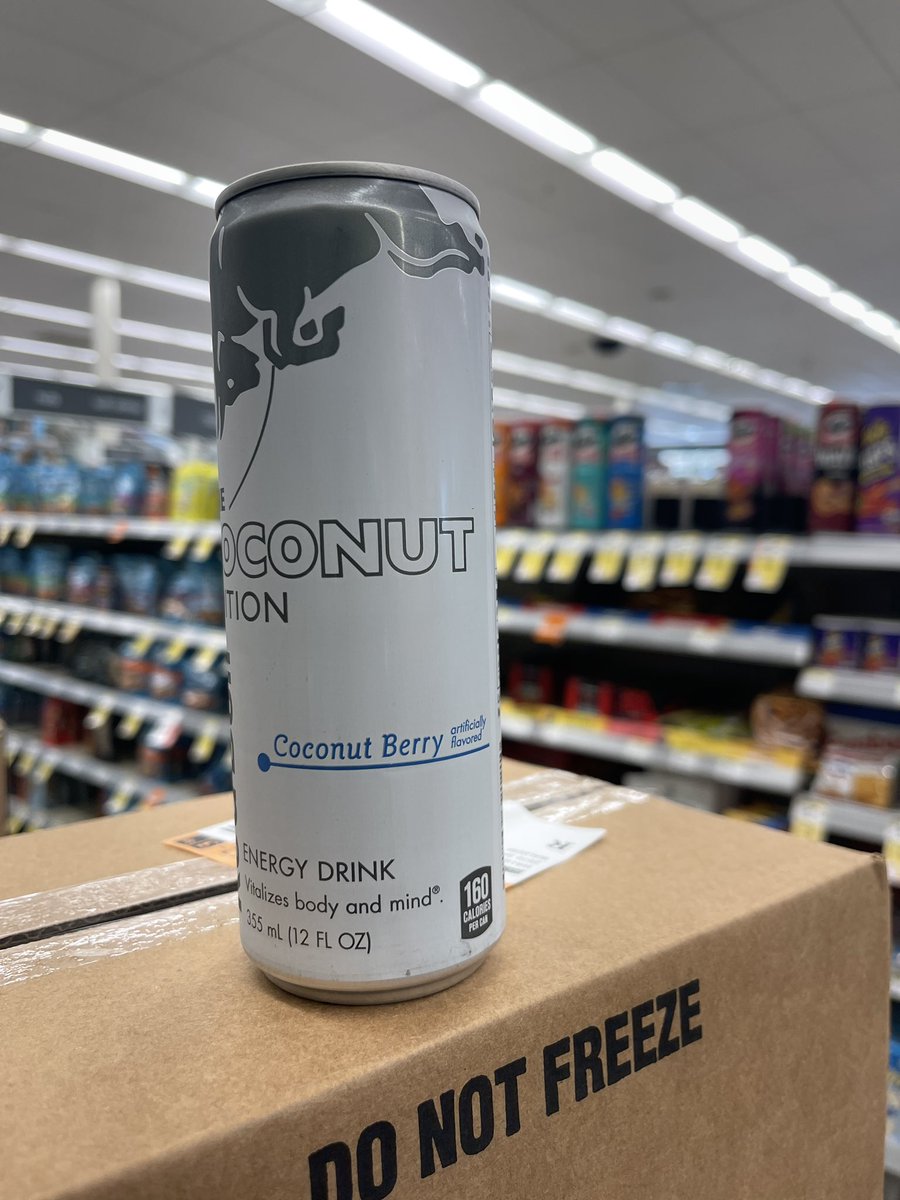 E
OCONUT
TION
Coconut Berry artificially
flavored
ENERGY DRINK
Vitalizes body and mind®.
355 mL (12 FL OZ)
160
CALORIES
PER CAN
DO NOT FREEZE